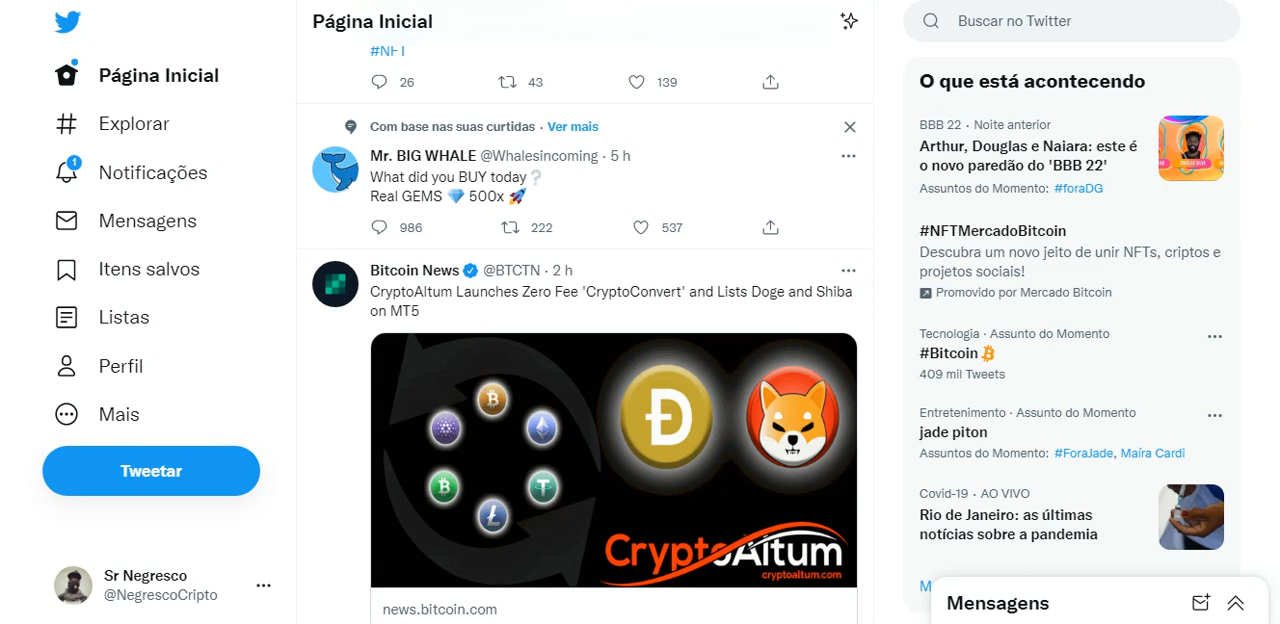 Página Inicial
Explorar
1
Notificações
Mensagens
Itens salvos
Listas
Perfil
Mais
Tweetar
Sr Negresco
@NegrescoCripto
Página Inicial
#NFT
26 43 139
Com base nas suas curtidas · Ver mais
Mr. BIG WHALE @Whalesincoming · 5 h
What did you BUY today❔
Real GEMS 💎 500x 🚀
986 222 537
Bitcoin News @BTCTN · 2 h
CryptoAltum Launches Zero Fee 'CryptoConvert' and Lists Doge and Shiba
on MT5
CryptoAltum
cryptoaltum.com
news.bitcoin.com
Buscar no Twitter
O que está acontecendo
BBB 22 · Noite anterior
Arthur, Douglas e Naiara: este é
o novo paredão do 'BBB 22'
Assuntos do Momento: #foraDG
#NFTMercadoBitcoin
Descubra um novo jeito de unir NFTs, criptos e
projetos sociais!
Promovido por Mercado Bitcoin
Tecnologia · Assunto do Momento
#Bitcoin
409 mil Tweets
Entretenimento · Assunto do Momento
jade piton
Assuntos do Momento: #ForaJade, Maíra Cardi
Covid-19 · AO VIVO
Rio de Janeiro: as últimas
notícias sobre a pandemia
Mensagens